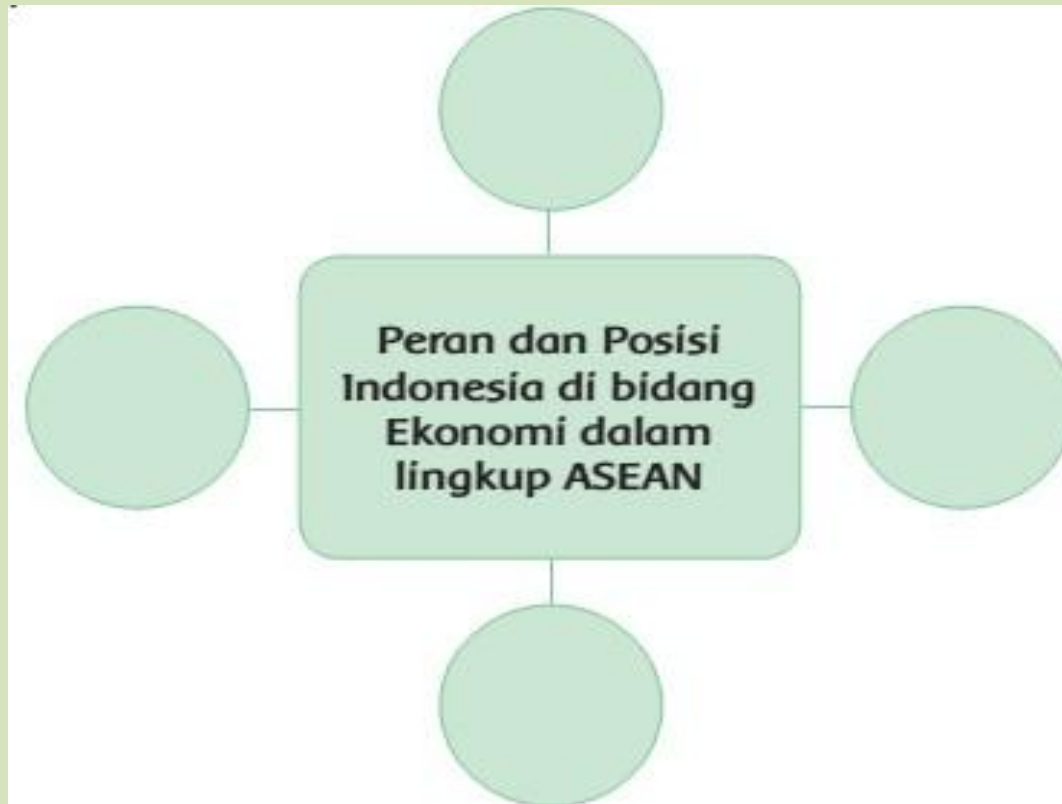 Peran dan Posisi
Indonesia di bidang
Ekonomi dalam
lingkup ASEAN